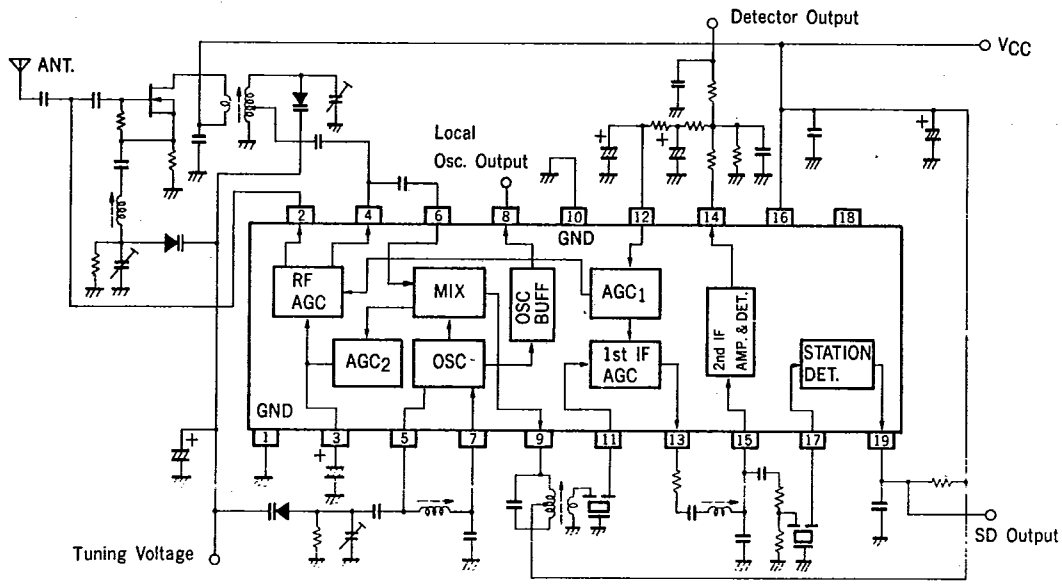 Detector Output
VCC
ANT.
Local
Osc. Output
2
4
6
8
10
12
14
16
18
GND
RF
AGC
MIX
OSC
BUFF
AGC1
2nd IF
AMP. & DET.
AGC2
OSC
1st IF
AGC
STATION
DET.
GND
1
3
5
7
9
11
13
15
17
19
+
+
+
+
+
Tuning Voltage
SD Output